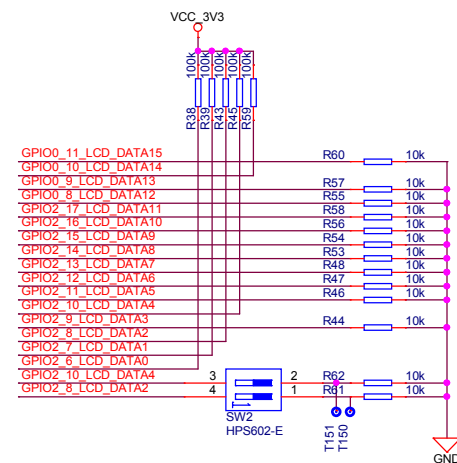 VCC_3V3
100k 100k 100k 100k 100k
R38 R39 R43 R45 R59
GPIO0_11_LCD_DATA15 R60 10k
GPIO0_10_LCD_DATA14
GPIO0_9_LCD_DATA13 R57 10k
GPIO0_8_LCD_DATA12 R55 10k
GPIO2_17_LCD_DATA11 R58 10k
GPIO2_16_LCD_DATA10 R56 10k
GPIO2_15_LCD_DATA9 R54 10k
GPIO2_14_LCD_DATA8 R53 10k
GPIO2_13_LCD_DATA7 R48 10k
GPIO2_12_LCD_DATA6 R47 10k
GPIO2_11_LCD_DATA5 R46 10k
GPIO2_10_LCD_DATA4
GPIO2_9_LCD_DATA3 R44 10k
GPIO2_8_LCD_DATA2
GPIO2_7_LCD_DATA1
GPIO2_6_LCD_DATA0
GPIO2_10_LCD_DATA4 3 2 R62 10k
GPIO2_8_LCD_DATA2 4 1 R61 10k
1
SW2
HPS602-E
T151 T150
GND